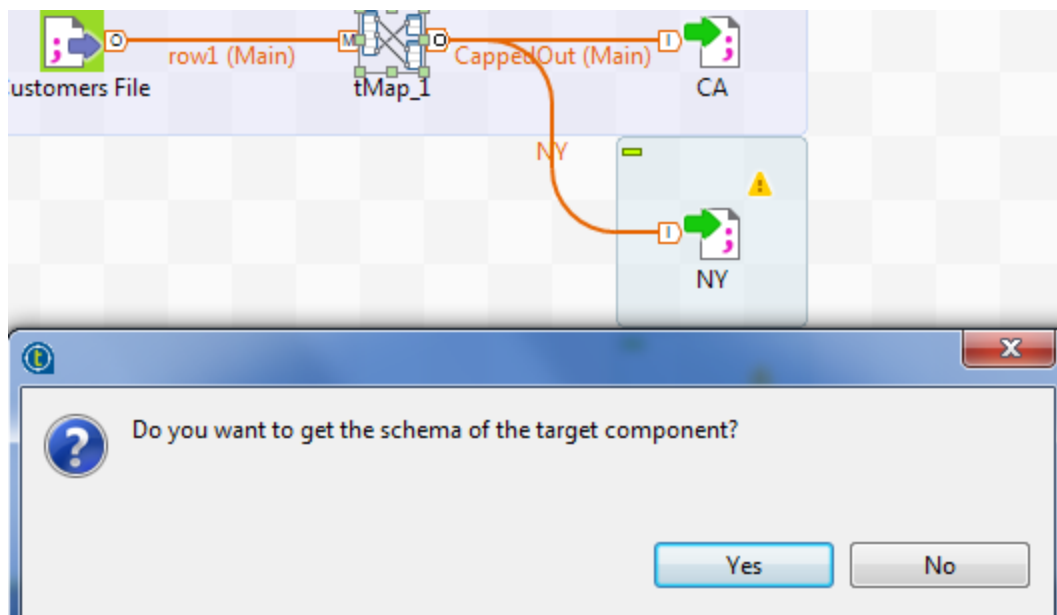 O
row1 (Main)
M
O
CappedOut (Main)
I
ustomers File
tMap_1
CA
NY
I
NY
t
x
Do you want to get the schema of the target component?
Yes
No